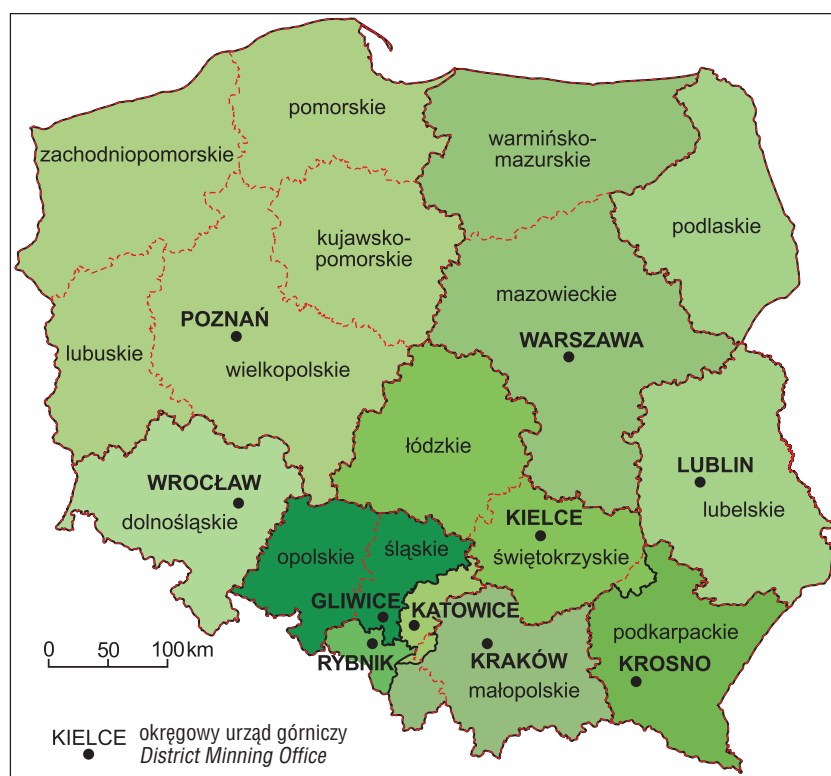 pomorskie
zachodniopomorskie
warmińsko-
mazurskie
kujawsko-
pomorskie
podlaskie
mazowieckie
POZNAŃ
WARSZAWA
lubuskie
wielkopolskie
łódzkie
WROCŁAW
dolnośląskie
LUBLIN
lubelskie
KIELCE
świętokrzyskie
opolskie
śląskie
GLIWICE
KATOWICE
podkarpackie
RYBNIK
KRAKÓW
małopolskie
KROSNO
0 50 100 km
KIELCE okręgowy urząd górniczy
District Minning Office